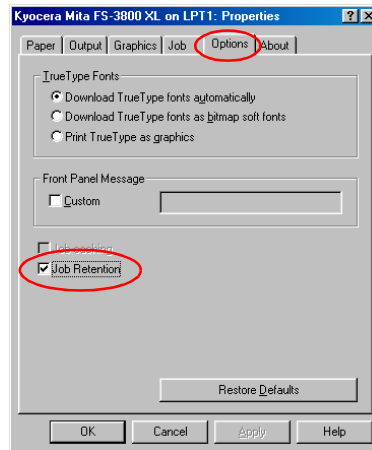 Kyocera Mita FS-3800 XL on LPT1: Properties
Paper Output Graphics Job Options About
TrueType Fonts
Download TrueType fonts automatically
Download TrueType fonts as bitmap soft fonts
Print TrueType as graphics
Front Panel Message
Custom
Job packing
Job Retention
Restore Defaults
OK Cancel Apply Help